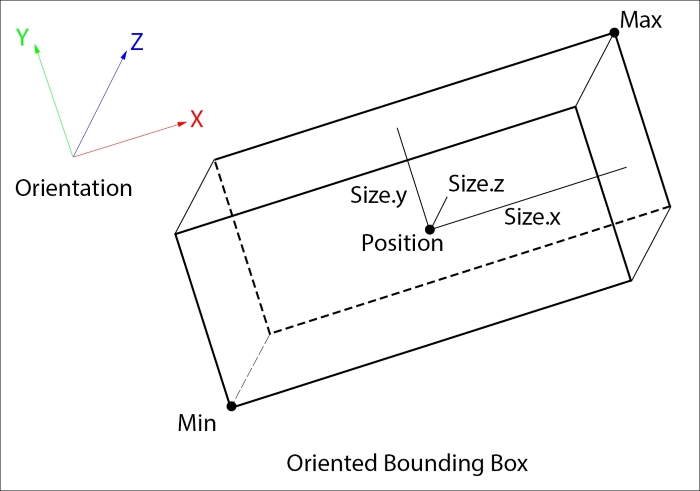 Max
Y
Z
X
Orientation
Size.y
Size.z
Size.x
Position
Min
Oriented Bounding Box